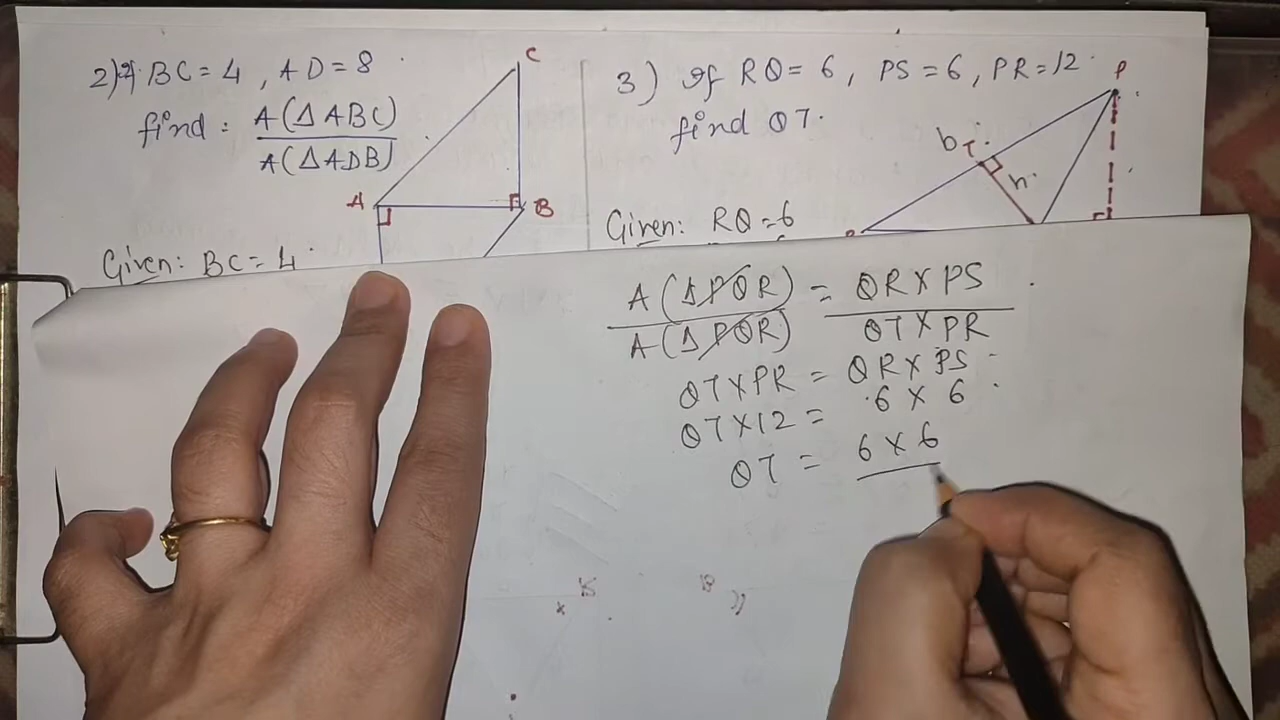 2) If BC = 4 , AD = 8
find : A(Δ ABC)
A(Δ ADB)
C
A
B
Given: BC = 4
3) If RQ = 6 , PS = 6 , PR = 12
find QT.
P
b
T
h
Given: RQ = 6
A(ΔPQR) = QR × PS
A(ΔPQR) QT × PR
QT × PR = QR × PS
QT × 12 = 6 × 6
QT = 6 × 6